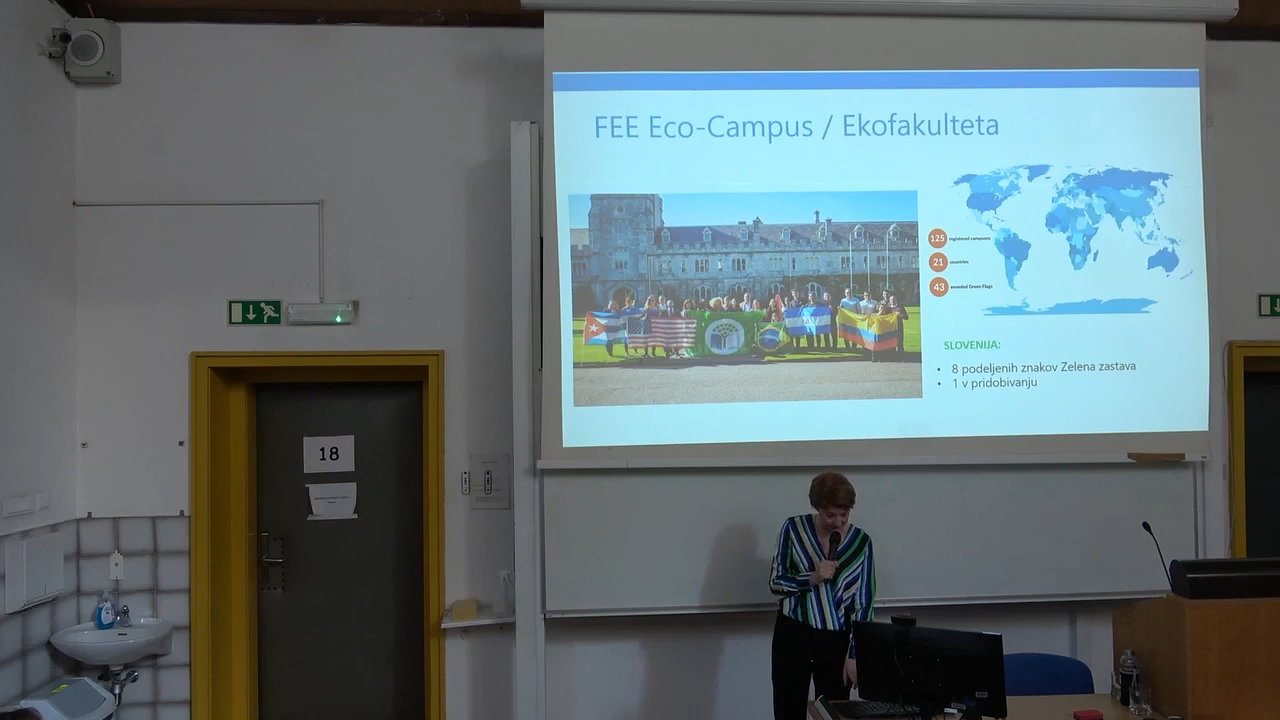 FEE Eco-Campus / Ekofakulteta
125 registered campuses
21 countries
43 awarded Green Flags
SLOVENIJA:
• 8 podeljenih znakov Zelena zastava
• 1 v pridobivanju
18